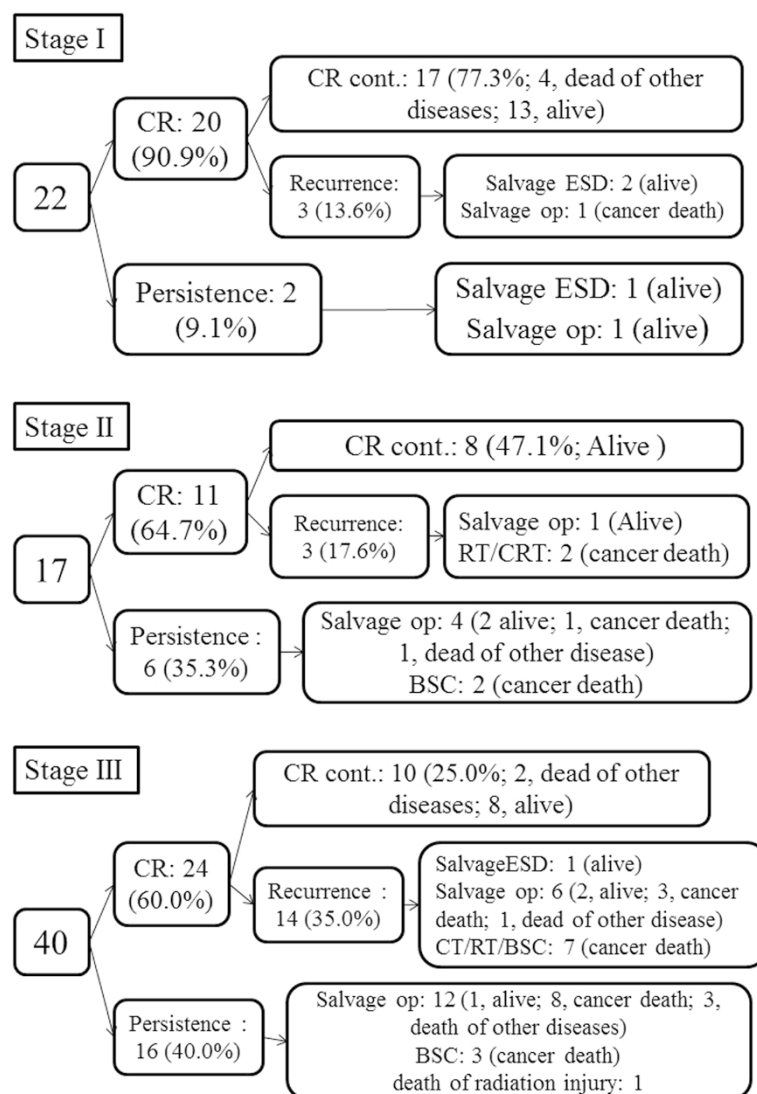 Stage I
CR cont.: 17 (77.3%; 4, dead of other
diseases; 13, alive)
CR: 20
(90.9%)
22
Recurrence:
3 (13.6%)
Salvage ESD: 2 (alive)
Salvage op: 1 (cancer death)
Persistence: 2
(9.1%)
Salvage ESD: 1 (alive)
Salvage op: 1 (alive)
Stage II
CR cont.: 8 (47.1%; Alive )
CR: 11
(64.7%)
17
Recurrence:
3 (17.6%)
Salvage op: 1 (Alive)
RT/CRT: 2 (cancer death)
Persistence :
6 (35.3%)
Salvage op: 4 (2 alive; 1, cancer death;
1, dead of other disease)
BSC: 2 (cancer death)
Stage III
CR cont.: 10 (25.0%; 2, dead of other
diseases; 8, alive)
CR: 24
(60.0%)
40
Recurrence :
14 (35.0%)
SalvageESD: 1 (alive)
Salvage op: 6 (2, alive; 3, cancer
death; 1, dead of other disease)
CT/RT/BSC: 7 (cancer death)
Persistence :
16 (40.0%)
Salvage op: 12 (1, alive; 8, cancer death; 3,
death of other diseases)
BSC: 3 (cancer death)
death of radiation injury: 1